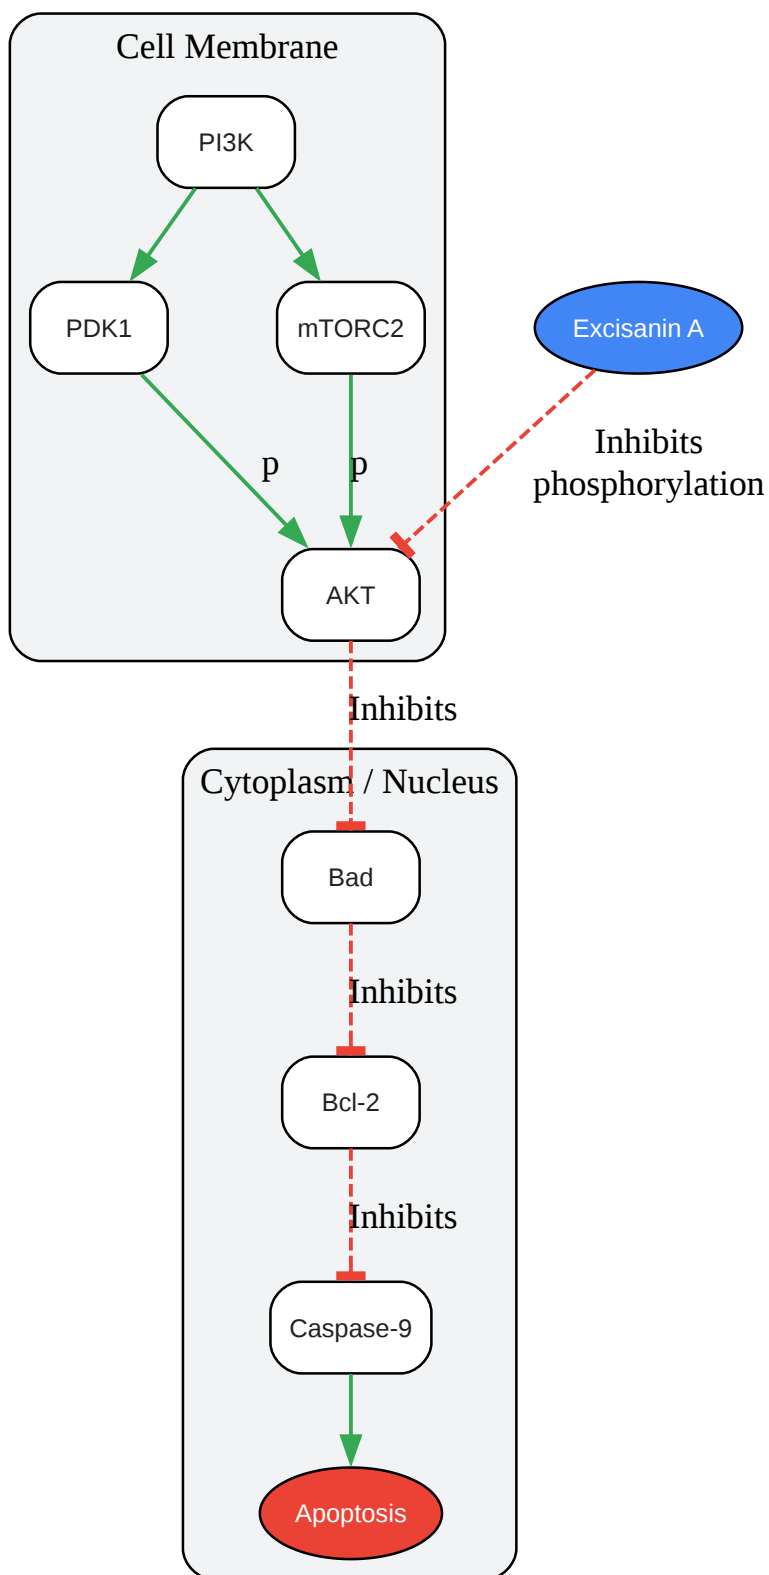 Cell Membrane
PI3K
PDK1
mTORC2
Excisanin A
p
p
Inhibits
phosphorylation
AKT
Inhibits
Cytoplasm / Nucleus
Bad
Inhibits
Bcl-2
Inhibits
Caspase-9
Apoptosis